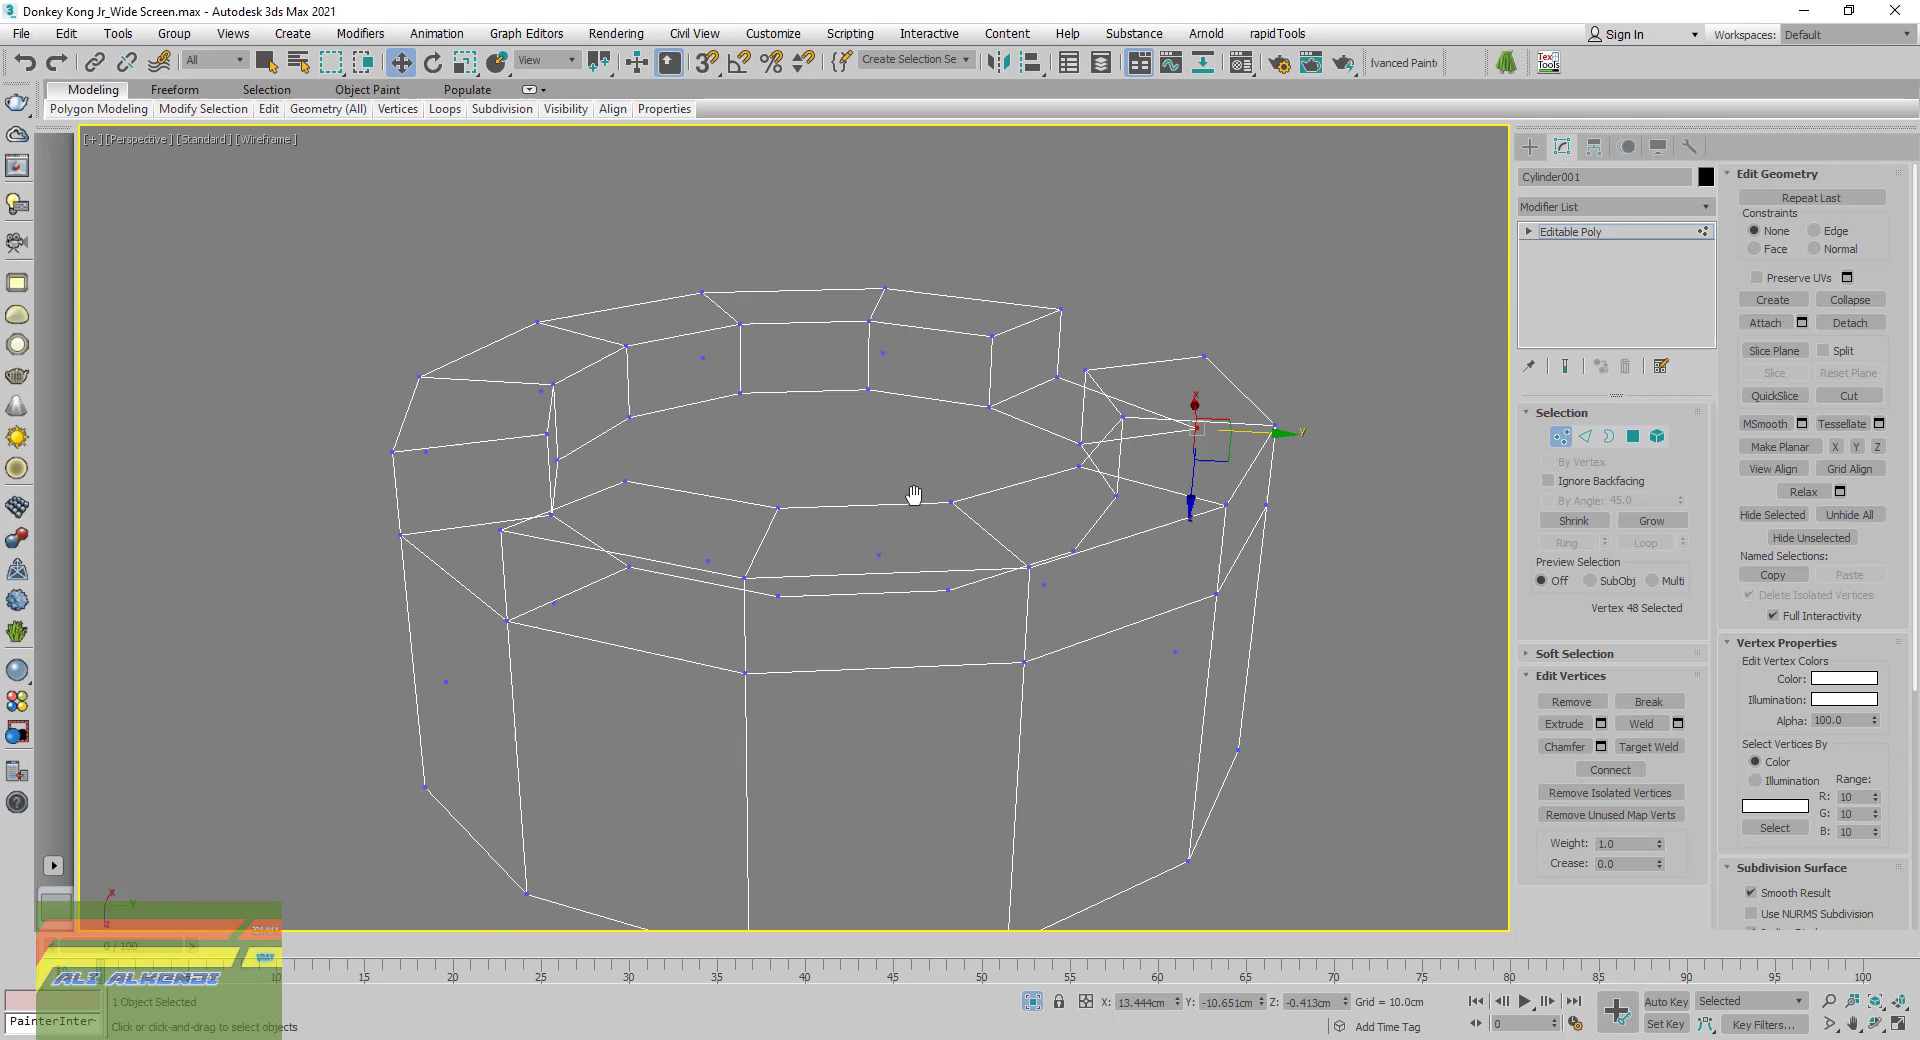 Donkey Kong Jr_Wide Screen.max - Autodesk 3ds Max 2021
File Edit Tools Group Views Create Modifiers Animation Graph Editors Rendering Civil View Customize Scripting Interactive Content Help Substance Arnold rapidTools
Sign In Workspaces: Default
All View Create Selection Se
Modeling Freeform Selection Object Paint Populate
Polygon Modeling Modify Selection Edit Geometry (All) Vertices Loops Subdivision Visibility Align Properties
[+] [Perspective] [Standard] [Wireframe]
Cylinder001
Modifier List
Editable Poly
Selection
By Vertex
Ignore Backfacing
By Angle: 45.0
Shrink Grow
Ring Loop
Preview Selection
Off SubObj Multi
Vertex 48 Selected
Soft Selection
Edit Vertices
Remove Break
Extrude Weld
Chamfer Target Weld
Connect
Remove Isolated Vertices
Remove Unused Map Verts
Weight: 1.0
Crease: 0.0
Edit Geometry
Repeat Last
Constraints
None Edge
Face Normal
Preserve UVs
Create Collapse
Attach Detach
Slice Plane Split
Slice Reset Plane
QuickSlice Cut
MSmooth Tessellate
Make Planar X Y Z
View Align Grid Align
Relax
Hide Selected Unhide All
Hide Unselected
Named Selections:
Copy Paste
Delete Isolated Vertices
Full Interactivity
Vertex Properties
Edit Vertex Colors
Color:
Illumination:
Alpha: 100.0
Select Vertices By
Color
Illumination Range:
R: 10
G: 10
B: 10
Select
Subdivision Surface
Smooth Result
Use NURMS Subdivision
0 / 100
ALI ALKENDI
10 15 20 25 30 35 40 45 50 55 60 65 70 75 80 85 90 95 100
1 Object Selected
Click or click-and-drag to select objects
PainterInter
X: 13.444cm Y: -10.651cm Z: -0.413cm Grid = 10.0cm
Add Time Tag
0
Auto Key Selected
Set Key Key Filters...